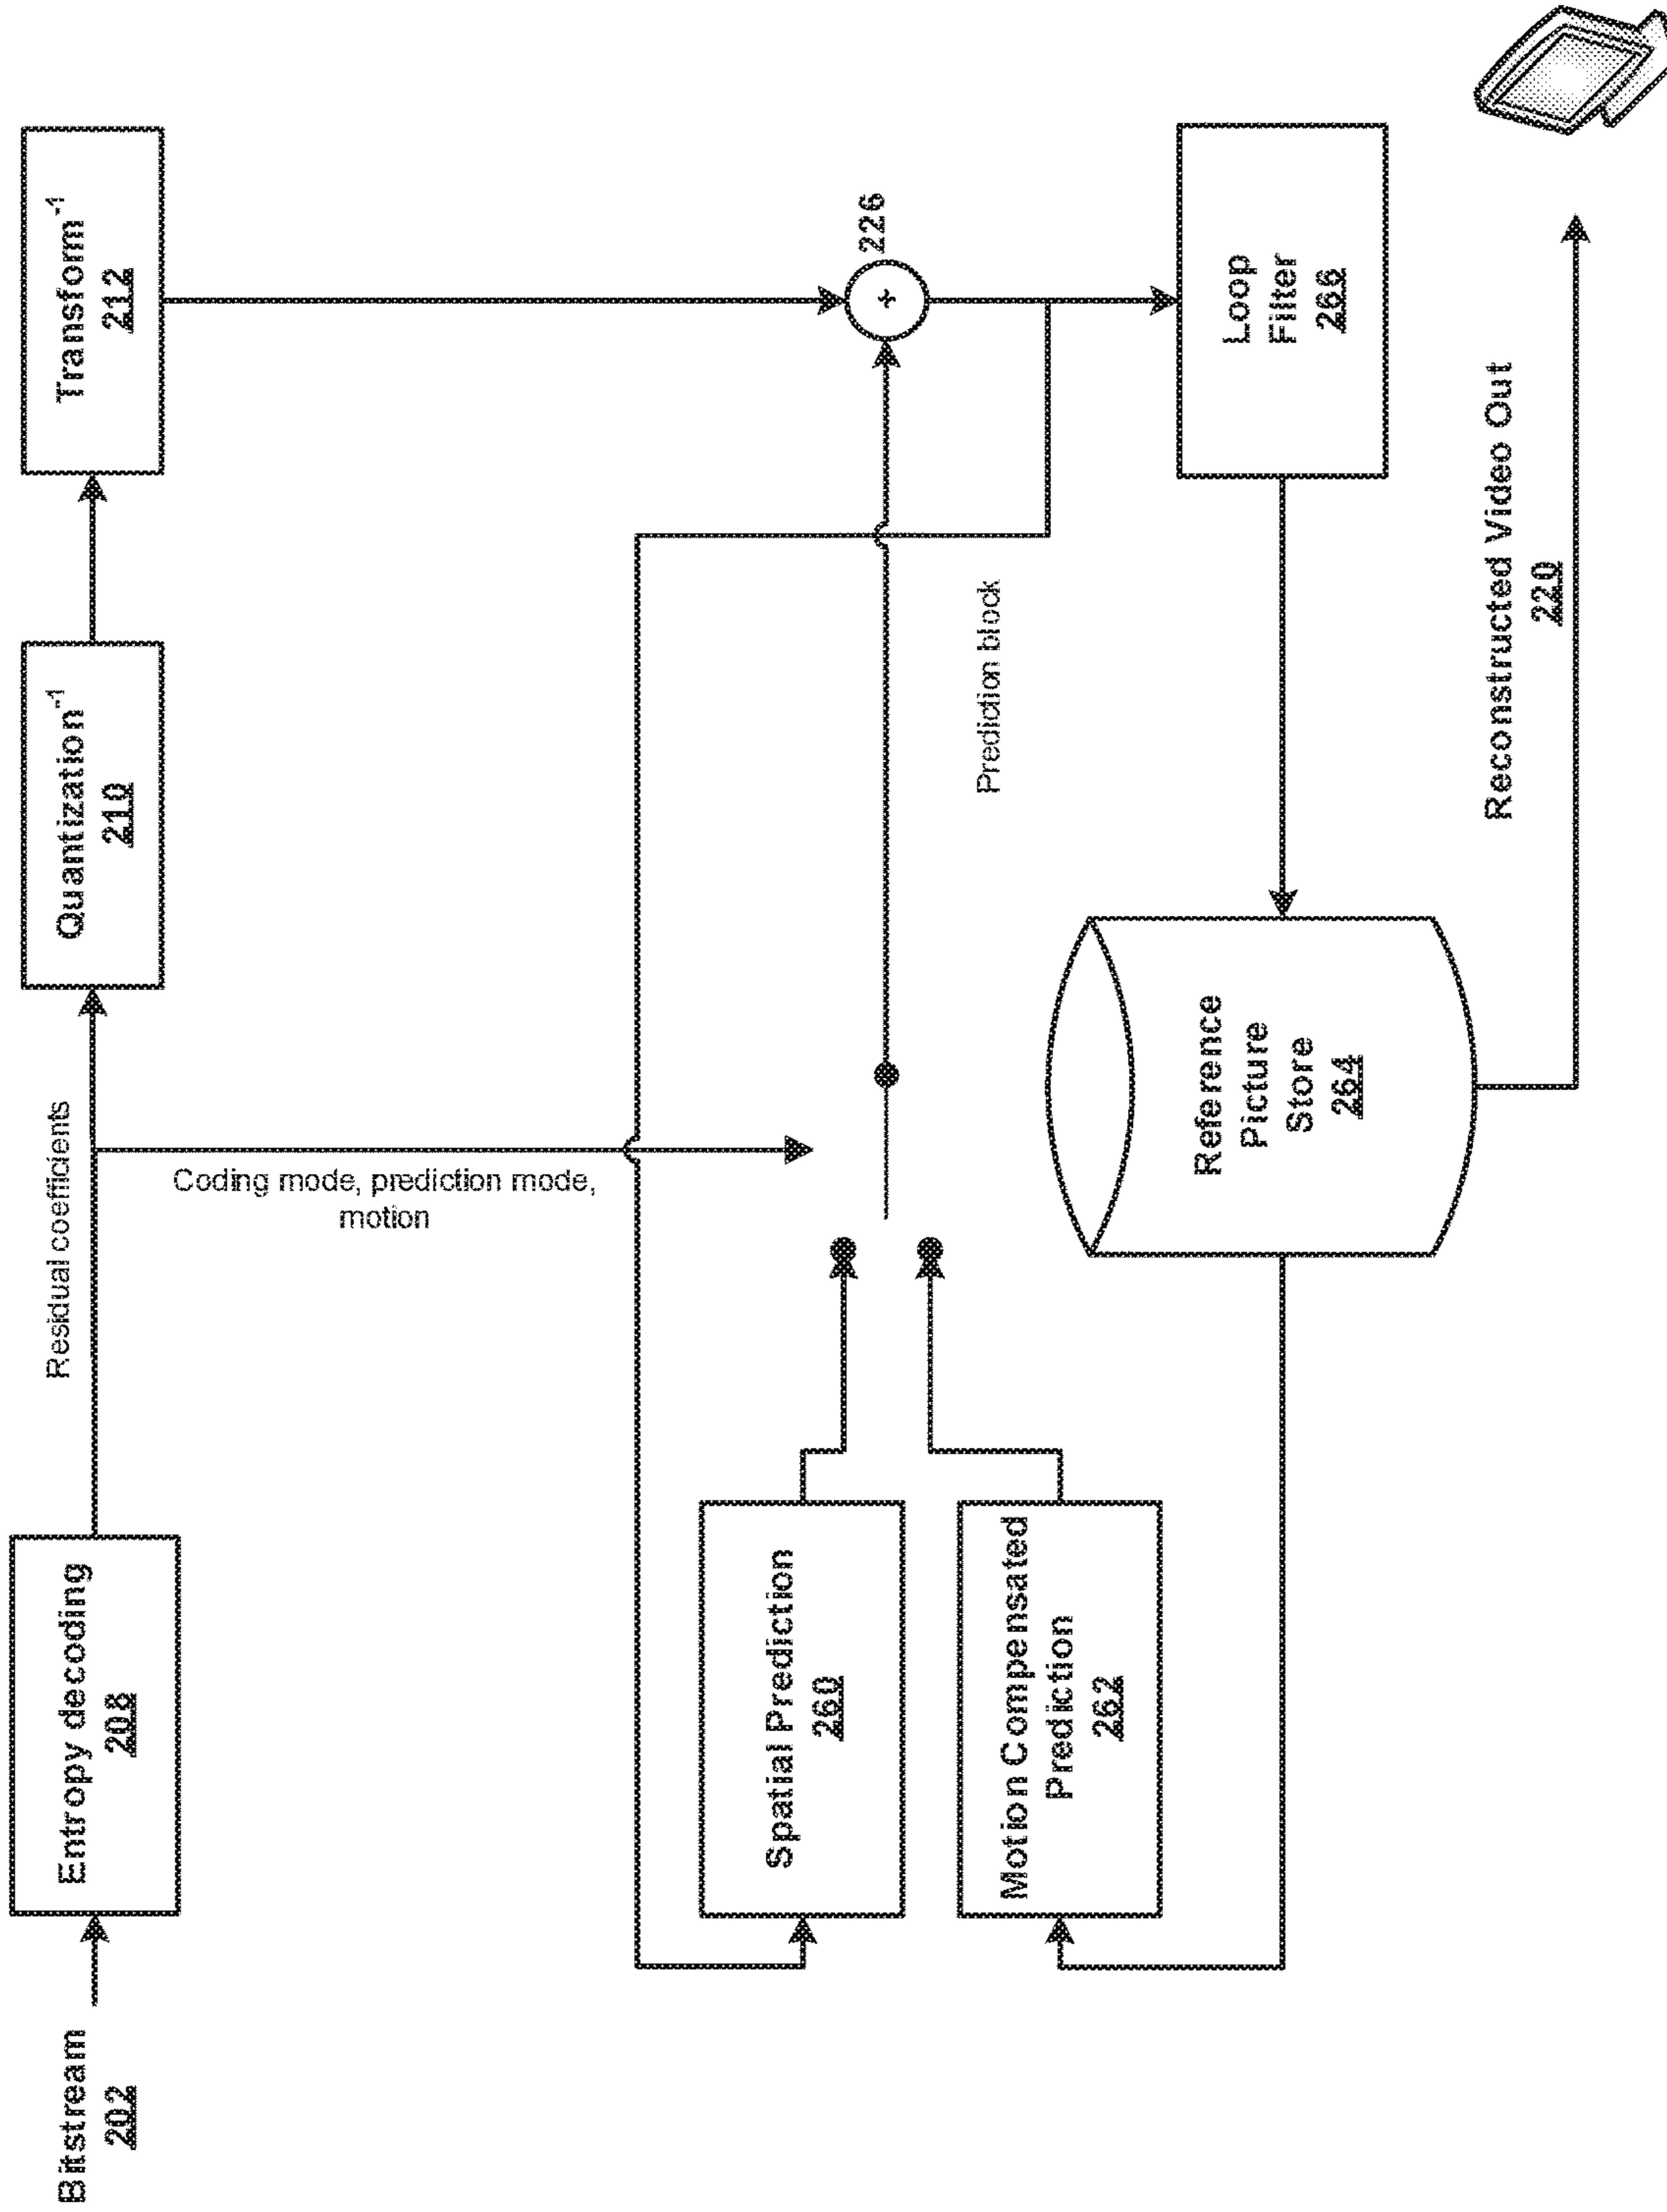 Bitstream
202
Entropy decoding
208
Residual coefficients
Quantization-1
210
Transform-1
212
Coding mode, prediction mode,
motion
Spatial Prediction
260
Motion Compensated
Prediction
262
Prediction block
+
226
Loop
Filter
266
Reference
Picture
Store
264
Reconstructed Video Out
220